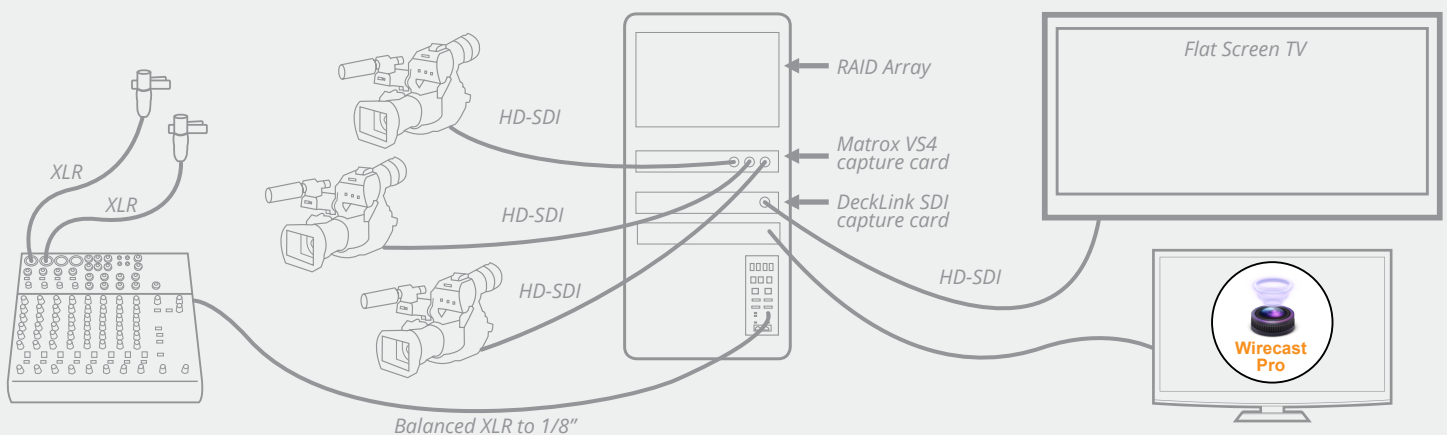 Flat Screen TV
RAID Array
HD-SDI
Matrox VS4
capture card
XLR
XLR
DeckLink SDI
capture card
HD-SDI
HD-SDI
HD-SDI
Wirecast
Pro
Balanced XLR to 1/8”